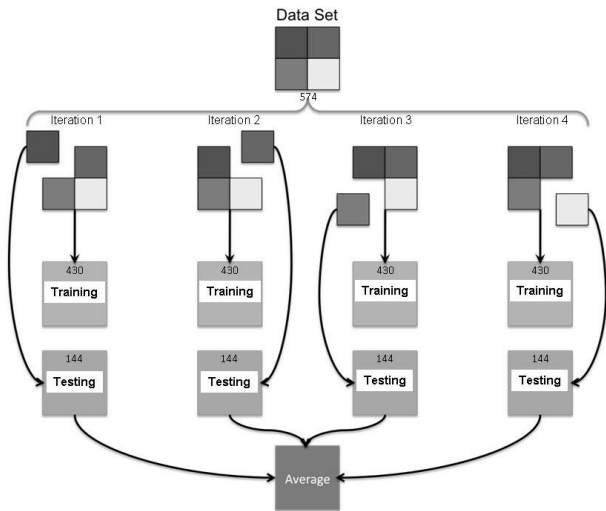 Data Set
574
Iteration 1
Iteration 2
Iteration 3
Iteration 4
430
430
430
430
Training
Training
Training
Training
144
144
144
144
Testing
Testing
Testing
Testing
Average